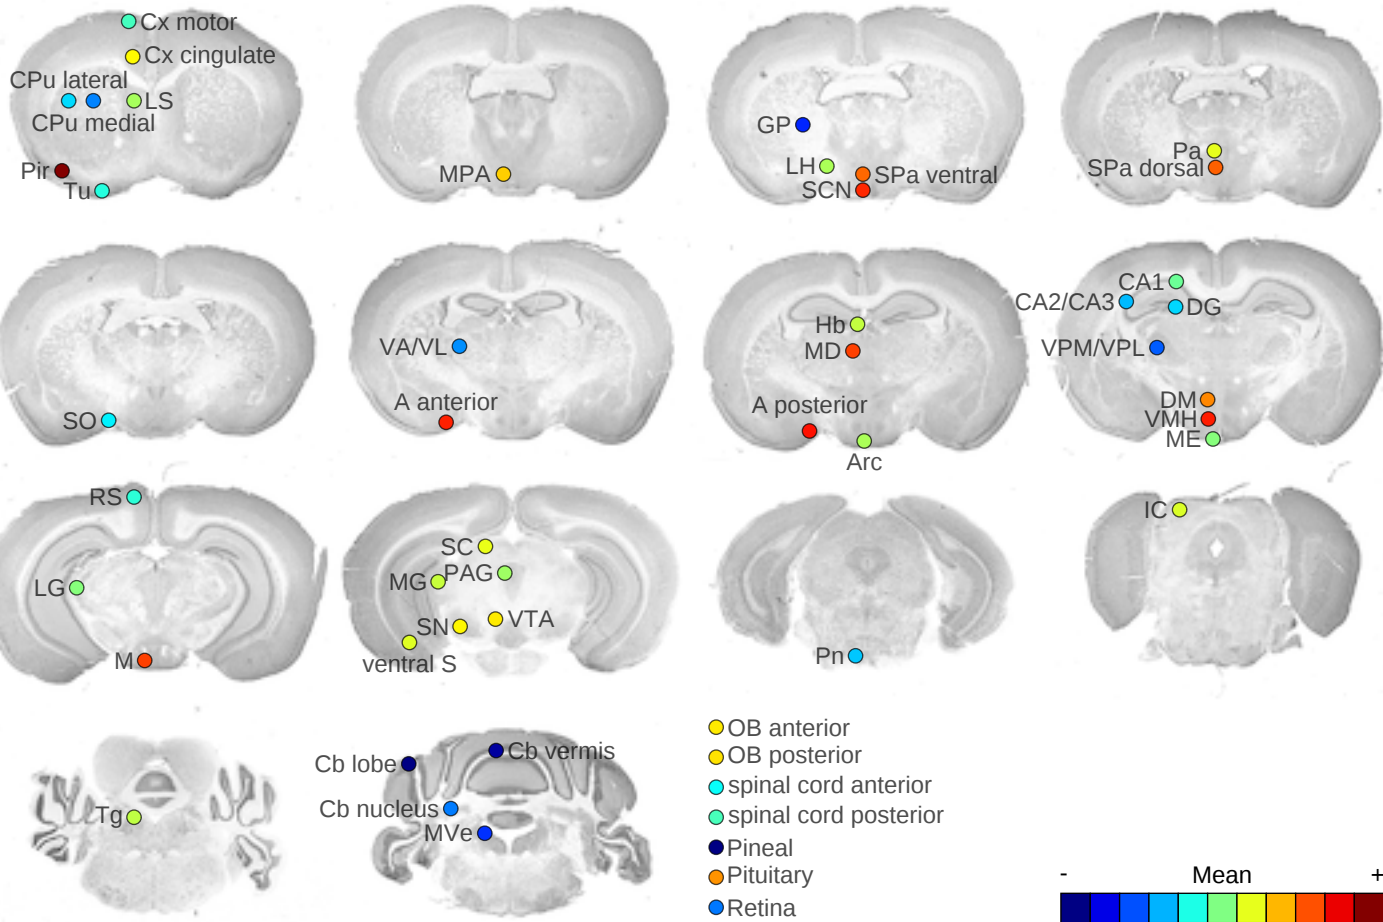 Cx motor
Cx cingulate
CPu lateral
LS
CPu medial
Pir
Tu
MPA
GP
LH
SPa ventral
SCN
Pa
SPa dorsal
SO
VA/VL
A anterior
Hb
MD
A posterior
Arc
CA1
CA2/CA3
DG
VPM/VPL
DM
VMH
ME
RS
LG
M
SC
PAG
MG
VTA
SN
ventral S
Pn
IC
Tg
Cb lobe
Cb vermis
Cb nucleus
MVe
OB anterior
OB posterior
spinal cord anterior
spinal cord posterior
Pineal
Pituitary
Retina
- Mean +